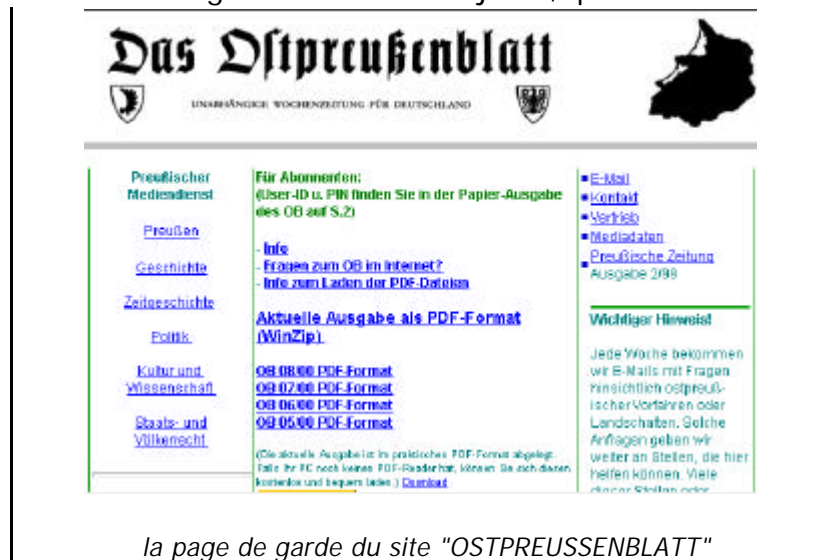 Das Ostpreußenblatt
UNABHÄNGIGE WOCHENZEITUNG FÜR DEUTSCHLAND
Preußischer
Mediendienst
Preußen
Geschichte
Zeitgeschichte
Politik
Kultur und
Wissenschaft
Staats- und
Völkerrecht
Für Abonnenten:
(User-ID u. PIN finden Sie in der Papier-Ausgabe
des OB auf S.2)
- Info
- Fragen zum OB im Internet?
- Info zum Laden der PDF-Dateien
Aktuelle Ausgabe als PDF-Format
(WinZip)
OB 08/00 PDF-Format
OB 07/00 PDF-Format
OB 06/00 PDF-Format
OB 05/00 PDF-Format
(Die aktuelle Ausgabe ist im praktischen PDF-Format abgelegt.
Falls Ihr PC noch keinen PDF-Reader hat, können Sie sich diesen
kostenlos und bequem laden.) Download
E-Mail
Kontakt
Vertrieb
Mediadaten
Preußische Zeitung
Ausgabe 2/99
Wichtiger Hinweis!
Jede Woche bekommen
wir E-Mails mit Fragen
hinsichtlich ostpreuß-
ischer Vorfahren oder
Landschaften. Solche
Anfragen geben wir
weiter an Stellen, die hier
helfen können. Viele
dieser Stellen oder
la page de garde du site "OSTPREUSSENBLATT"